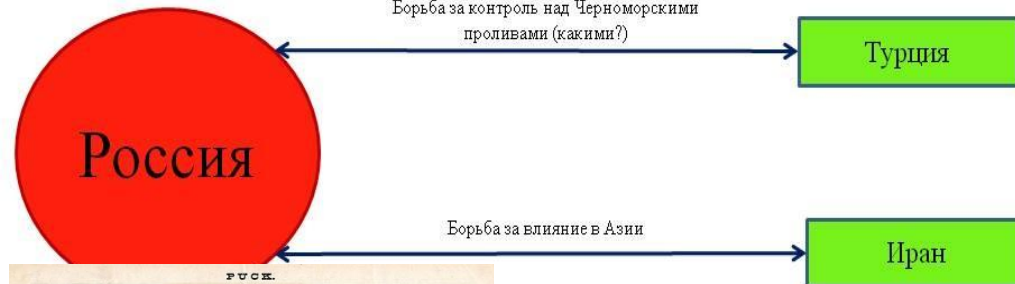 Борьба за контроль над Черноморскими
проливами (какими?)
Турция
Россия
Борьба за влияние в Азии
Иран
PUCK.